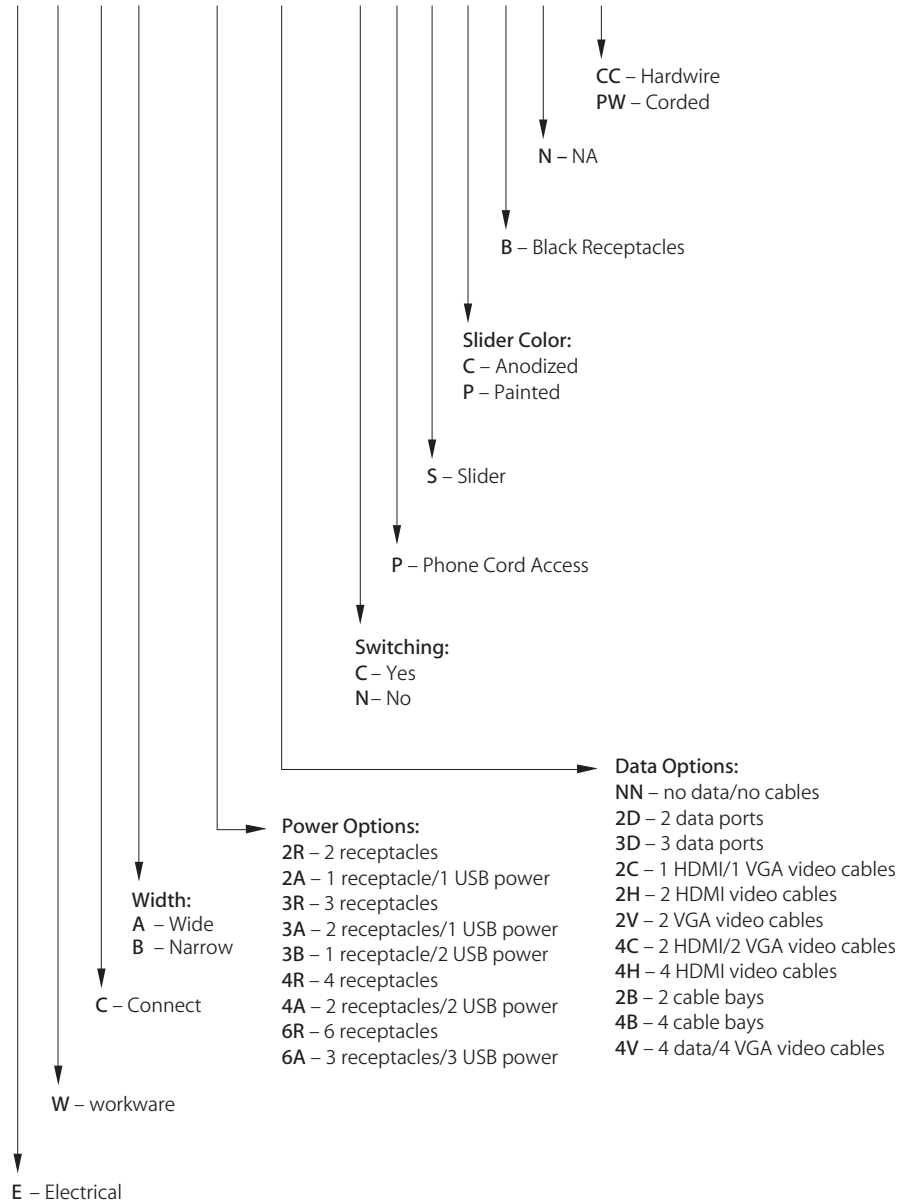 CC – Hardwire
PW – Corded
N – NA
B – Black Receptacles
Slider Color:
C – Anodized
P – Painted
S – Slider
P – Phone Cord Access
Switching:
C – Yes
N – No
Data Options:
NN – no data/no cables
2D – 2 data ports
3D – 3 data ports
2C – 1 HDMI/1 VGA video cables
2H – 2 HDMI video cables
2V – 2 VGA video cables
4C – 2 HDMI/2 VGA video cables
4H – 4 HDMI video cables
2B – 2 cable bays
4B – 4 cable bays
4V – 4 data/4 VGA video cables
Power Options:
2R – 2 receptacles
2A – 1 receptacle/1 USB power
3R – 3 receptacles
3A – 2 receptacles/1 USB power
3B – 1 receptacle/2 USB power
4R – 4 receptacles
4A – 2 receptacles/2 USB power
6R – 6 receptacles
6A – 3 receptacles/3 USB power
Width:
A – Wide
B – Narrow
C – Connect
W – workware
E – Electrical